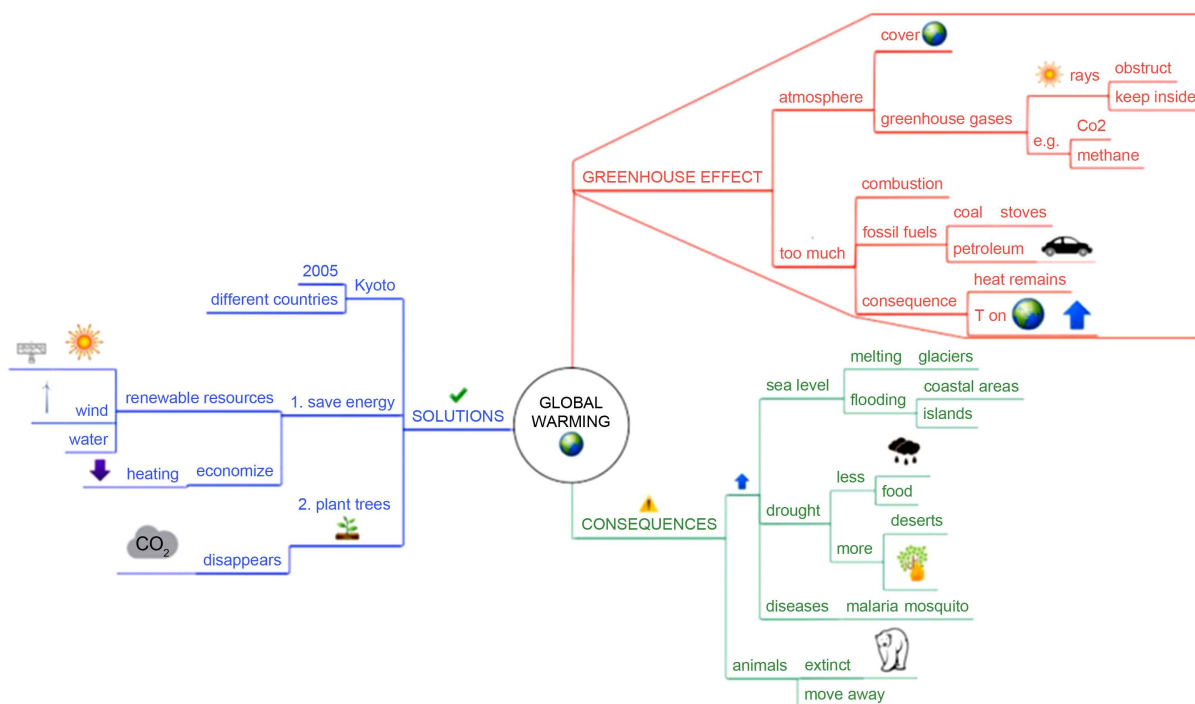 cover
atmosphere
rays
obstruct
keep inside
greenhouse gases
e.g.
Co2
methane
GREENHOUSE EFFECT
combustion
too much
fossil fuels
coal stoves
petroleum
consequence
heat remains
T on
2005
Kyoto
different countries
renewable resources
1. save energy
wind
water
heating
economize
2. plant trees
CO2
disappears
SOLUTIONS
GLOBAL
WARMING
CONSEQUENCES
sea level
melting glaciers
flooding
coastal areas
islands
drought
less
food
more
deserts
diseases
malaria mosquito
animals
extinct
move away